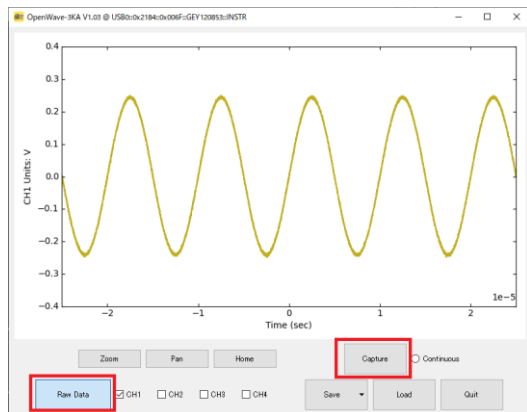 OpenWave-3KA V1.03 @ USB0::0x2184::0x006F::GEY120853::INSTR
0.4
0.3
0.2
0.1
0.0
−0.1
−0.2
−0.3
−0.4
CH1 Units: V
−2
−1
0
1
2
1e−5
Time (sec)
Zoom Pan Home Capture Continuous
Raw Data CH1 CH2 CH3 CH4 Save Load Quit